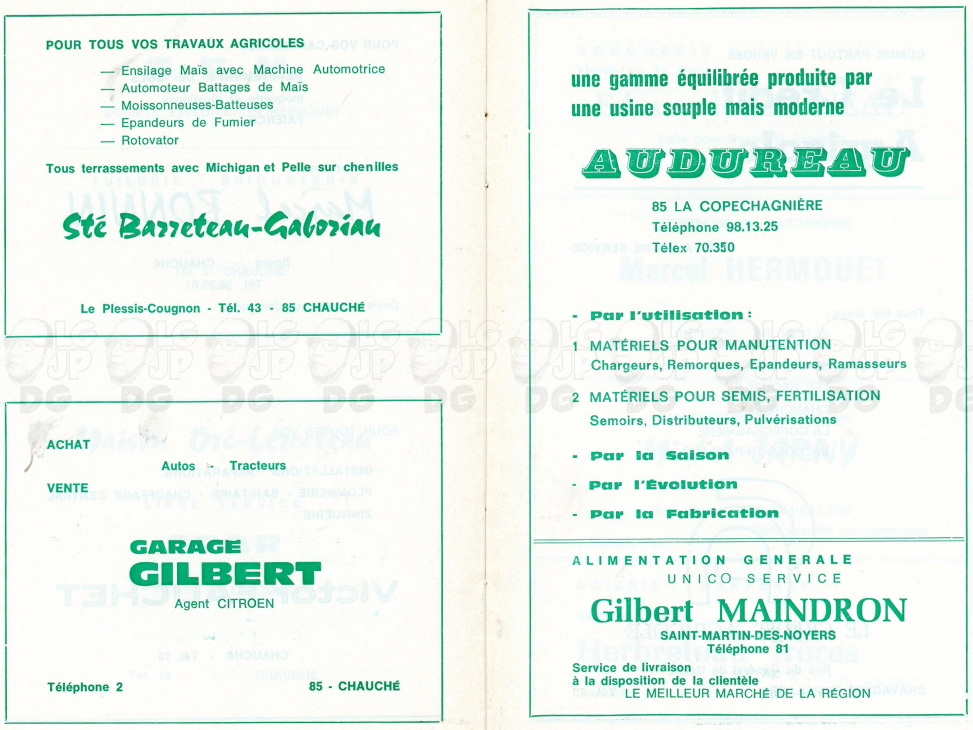 POUR TOUS VOS TRAVAUX AGRICOLES
— Ensilage Maïs avec Machine Automotrice
— Automoteur Battages de Maïs
— Moissonneuses-Batteuses
— Epandeurs de Fumier
— Rotovator
Tous terrassements avec Michigan et Pelle sur chenilles
Sté Barreteau-Gaboriau
Le Plessis-Cougnon - Tél. 43 - 85 CHAUCHÉ
ACHAT
Autos - Tracteurs
VENTE
GARAGE
GILBERT
Agent CITROEN
Téléphone 2 85 - CHAUCHÉ
une gamme équilibrée produite par
une usine souple mais moderne
AUDUREAU
85 LA COPECHAGNIÈRE
Téléphone 98.13.25
Télex 70.350
- Par l'utilisation :
1 MATÉRIELS POUR MANUTENTION
Chargeurs, Remorques, Epandeurs, Ramasseurs
2 MATÉRIELS POUR SEMIS, FERTILISATION
Semoirs, Distributeurs, Pulvérisations
- Par la Saison
- Par l'Évolution
- Par la Fabrication
ALIMENTATION GENERALE
UNICO SERVICE
Gilbert MAINDRON
SAINT-MARTIN-DES-NOYERS
Téléphone 81
Service de livraison
à la disposition de la clientèle
LE MEILLEUR MARCHÉ DE LA RÉGION